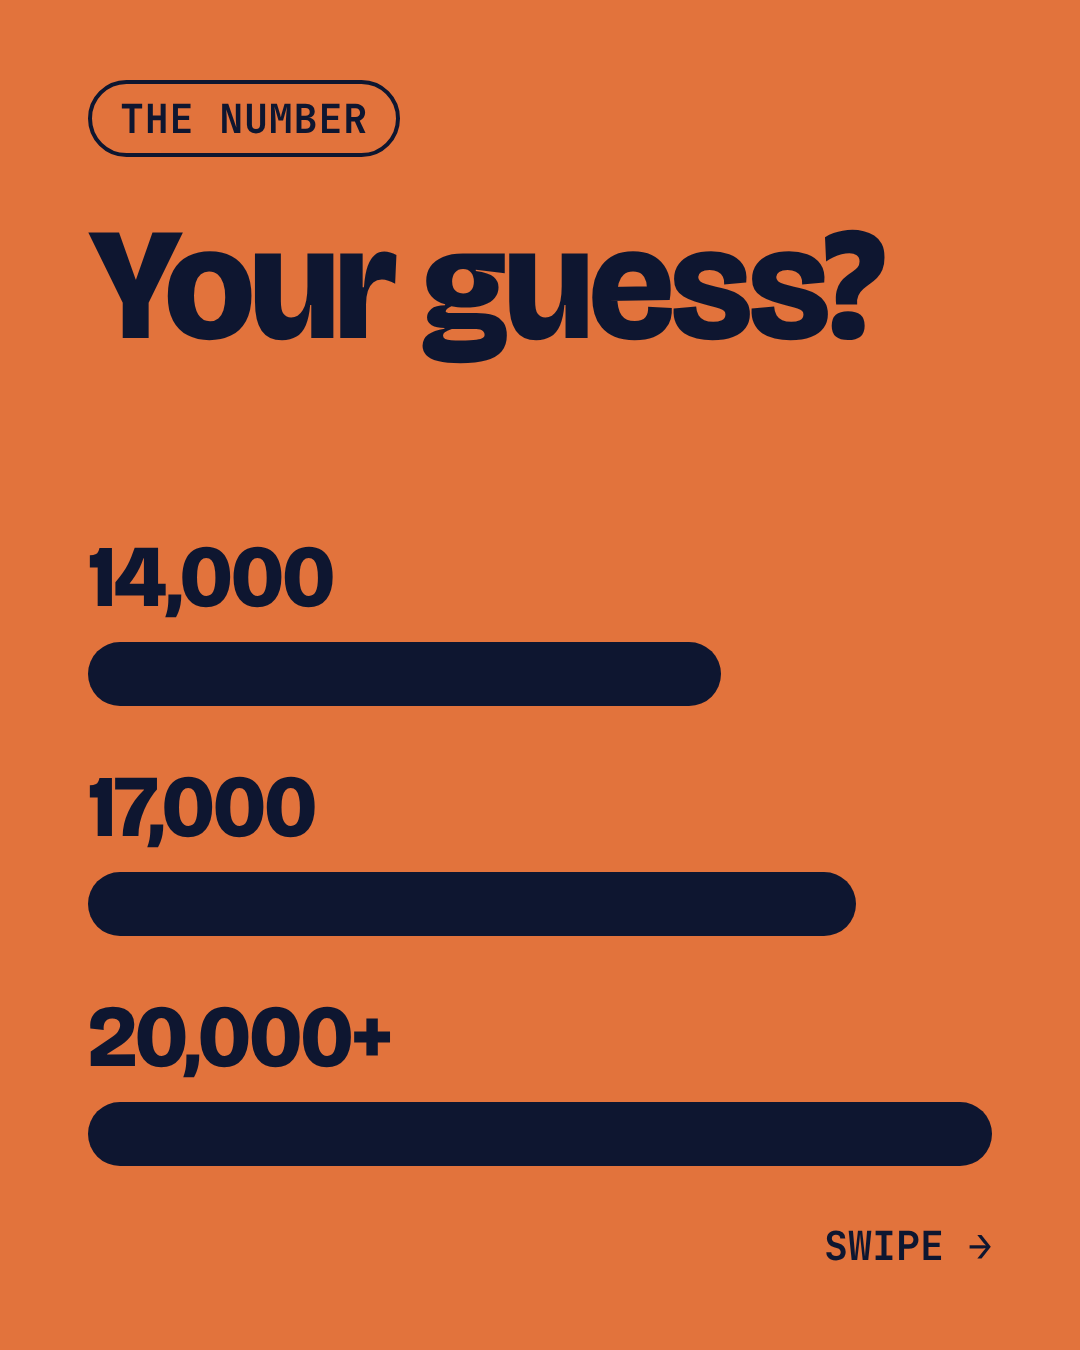 THE NUMBER
Your guess?
14,000
17,000
20,000+
SWIPE →